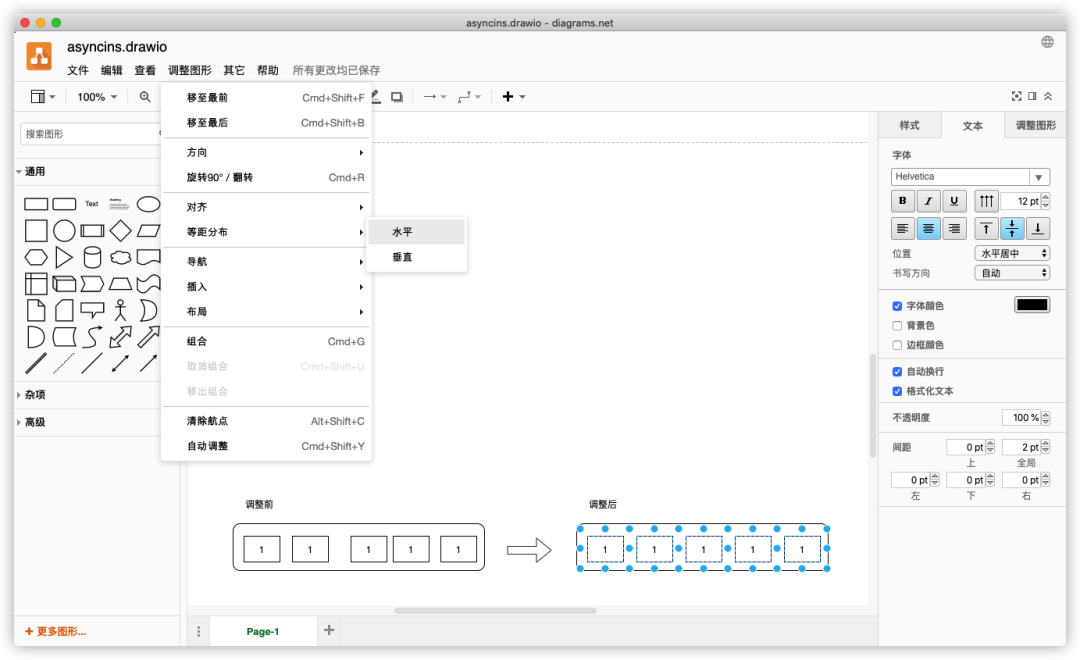 asyncins.drawio - diagrams.net
asyncins.drawio
文件 编辑 查看 调整图形 其它 帮助 所有更改均已保存
100%
搜索图形
通用
Text
Heading
杂项
高级
+ 更多图形...
移至最前 Cmd+Shift+F
移至最后 Cmd+Shift+B
方向
旋转90° / 翻转 Cmd+R
对齐
等距分布
导航
插入
布局
组合 Cmd+G
取消组合 Cmd+Shift+U
移出组合
清除航点 Alt+Shift+C
自动调整 Cmd+Shift+Y
水平
垂直
调整前
1 1 1 1 1
调整后
1 1 1 1 1
Page-1
样式 文本 调整图形
字体
Helvetica
B I U 12 pt
位置 水平居中
书写方向 自动
字体颜色
背景色
边框颜色
自动换行
格式化文本
不透明度 100 %
间距 0 pt 2 pt
上 全局
0 pt 0 pt 0 pt
左 下 右